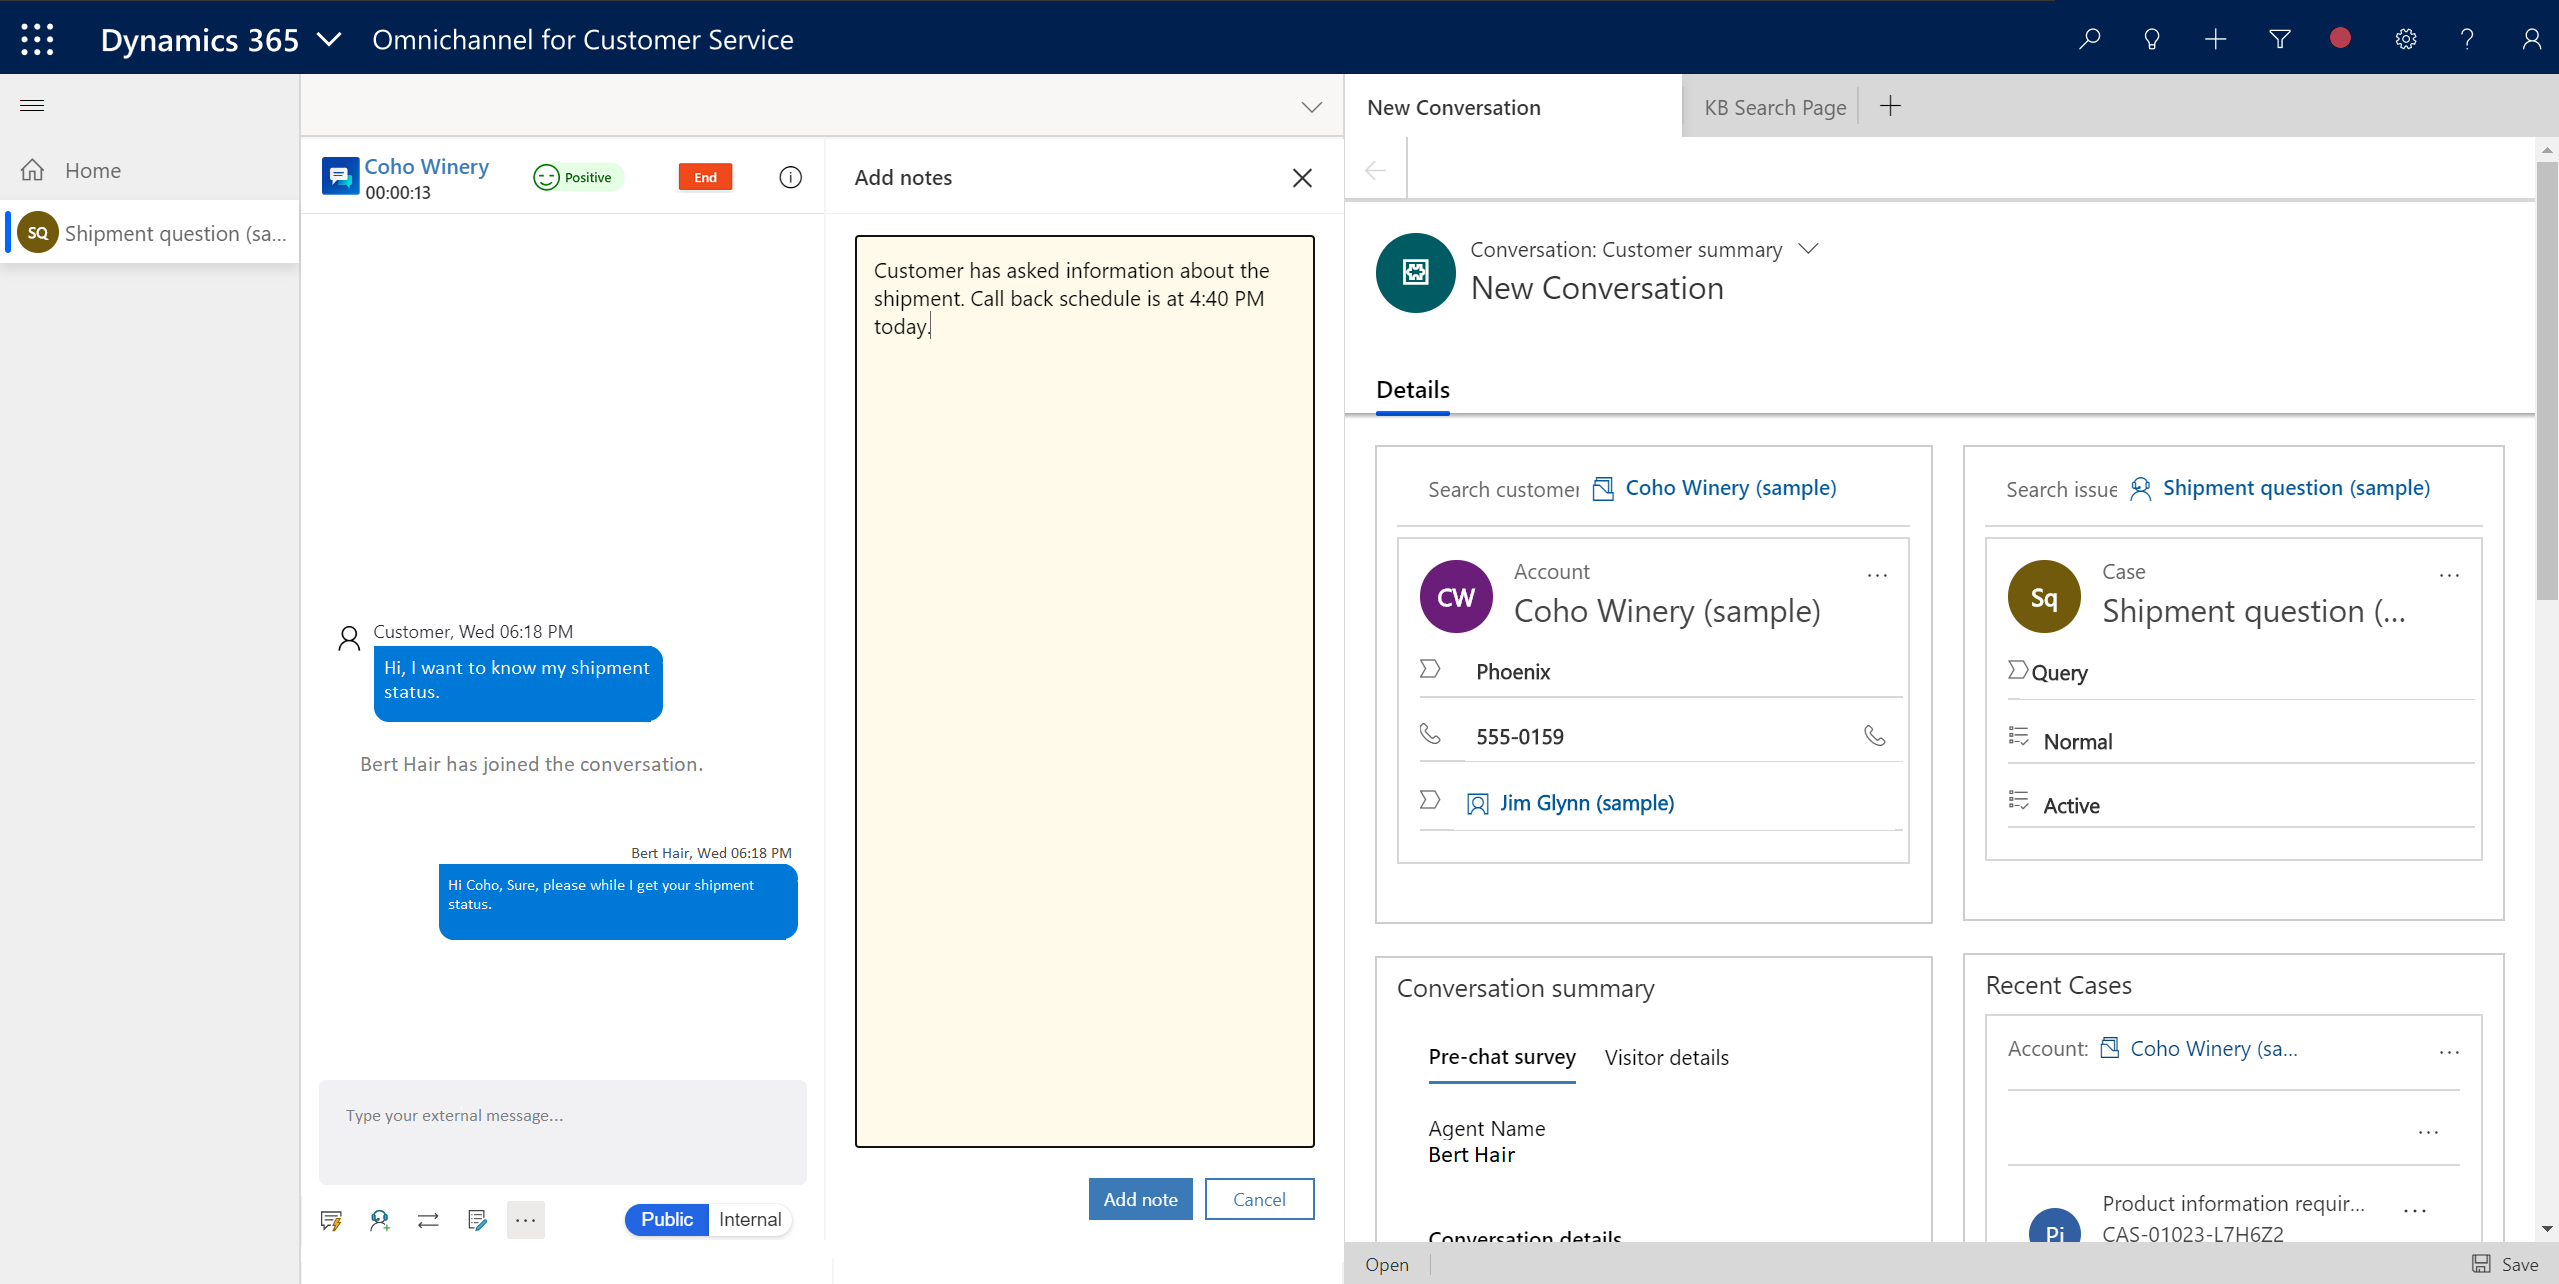 Dynamics 365 Omnichannel for Customer Service
Home
SQ Shipment question (sa...
Coho Winery
00:00:13
Positive
End
Customer, Wed 06:18 PM
Hi, I want to know my shipment
status.
Bert Hair has joined the conversation.
Bert Hair, Wed 06:18 PM
Hi Coho, Sure, please while I get your shipment
status.
Type your external message...
Public Internal
Add notes
Customer has asked information about the
shipment. Call back schedule is at 4:40 PM
today.
Add note Cancel
New Conversation KB Search Page
Conversation: Customer summary
New Conversation
Details
Search customer Coho Winery (sample)
CW
Account
Coho Winery (sample)
Phoenix
555-0159
Jim Glynn (sample)
Search issue Shipment question (sample)
Sq
Case
Shipment question (...
Query
Normal
Active
Conversation summary
Pre-chat survey Visitor details
Agent Name
Bert Hair
Conversation details
Recent Cases
Account: Coho Winery (sa...
Pi
Product information requir...
CAS-01023-L7H6Z2
Open
Save